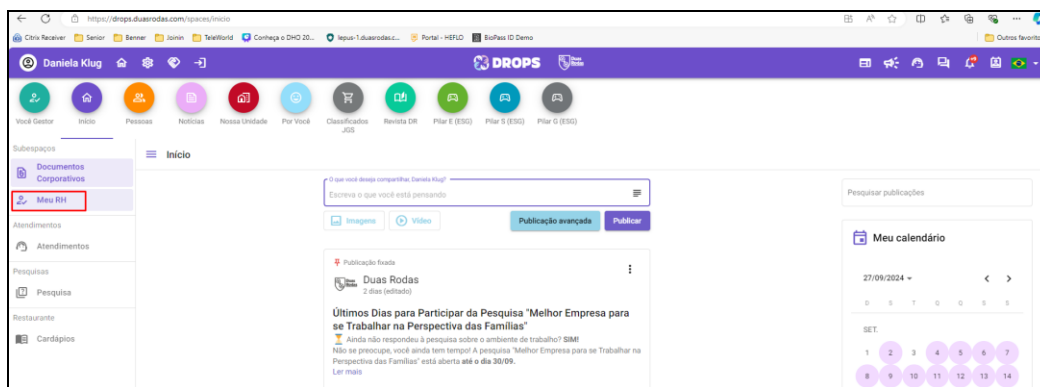 https://drops.duasrodas.com/spaces/inicio
Citrix Receiver Senior Benner Joinin TeleWorld Conheça o DHO 20... lepus-1.duasrodas.c... Portal - HEFLO BioPass ID Demo Outros favorito
Daniela Klug DROPS Duas Rodas
Você Gestor Início Pessoas Notícias Nossa Unidade Por Você Classificados JGS Revista DR Pilar E (ESG) Pilar S (ESG) Pilar G (ESG)
Subespaços
Documentos
Corporativos
Meu RH
Atendimentos
Atendimentos
Pesquisas
Pesquisa
Restaurante
Cardápios
Início
O que você deseja compartilhar, Daniela Klug?
Escreva o que você está pensando
Imagens Vídeo Publicação avançada Publicar
Publicação fixada
Duas Rodas
2 dias (editado)
Últimos Dias para Participar da Pesquisa "Melhor Empresa para
se Trabalhar na Perspectiva das Famílias"
Ainda não respondeu à pesquisa sobre o ambiente de trabalho? SIM!
Não se preocupe, você ainda tem tempo! A pesquisa "Melhor Empresa para se Trabalhar na
Perspectiva das Famílias" está aberta até o dia 30/09.
Ler mais
Pesquisar publicações
Meu calendário
27/09/2024
D S T Q Q S S
SET.
1 2 3 4 5 6 7
8 9 10 11 12 13 14